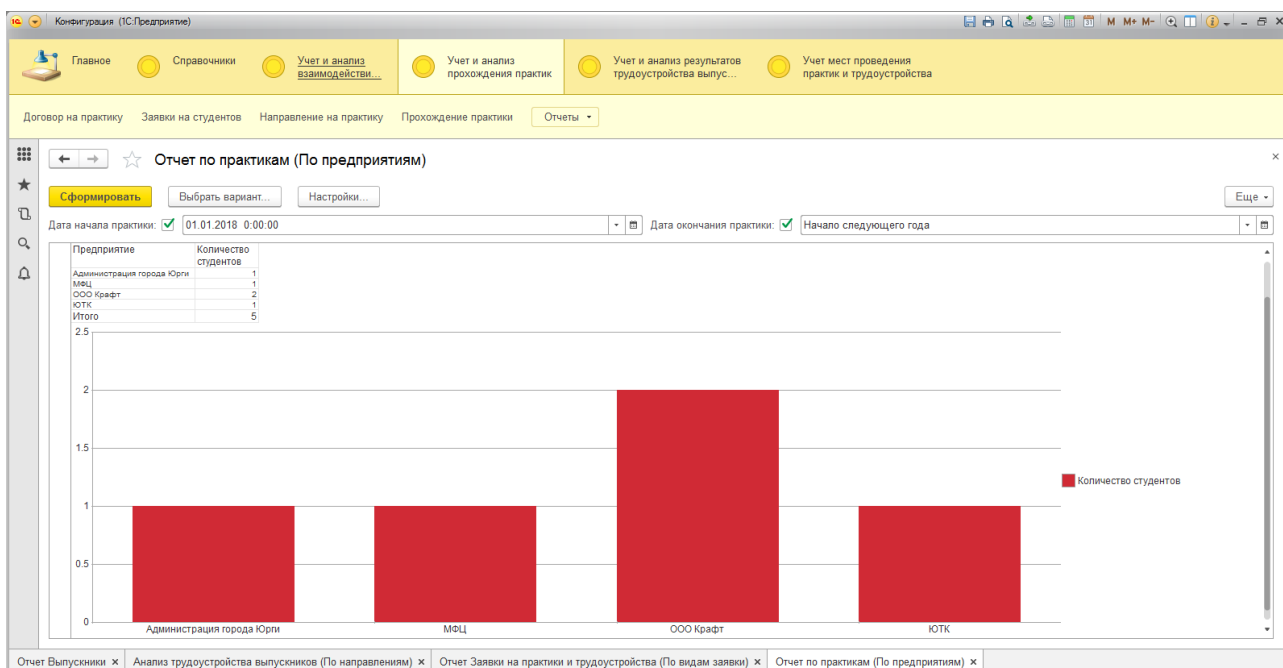 Конфигурация (1С:Предприятие)
M M+ M-
Главное
Справочники
Учет и анализ
взаимодействи...
Учет и анализ
прохождения практик
Учет и анализ результатов
трудоустройства выпус...
Учет мест проведения
практик и трудоустройства
Договор на практику Заявки на студентов Направление на практику Прохождение практики Отчеты
Отчет по практикам (По предприятиям)
Сформировать Выбрать вариант... Настройки... Еще
Дата начала практики: 01.01.2018 0:00:00 Дата окончания практики: Начало следующего года
Предприятие Количество
студентов
Администрация города Юрги 1
МФЦ 1
ООО Крафт 2
ЮТК 1
Итого 5
2.5
2
1.5
1
0.5
0
Количество студентов
Администрация города Юрги МФЦ ООО Крафт ЮТК
Отчет Выпускники Анализ трудоустройства выпускников (По направлениям) Отчет Заявки на практики и трудоустройства (По видам заявки) Отчет по практикам (По предприятиям)